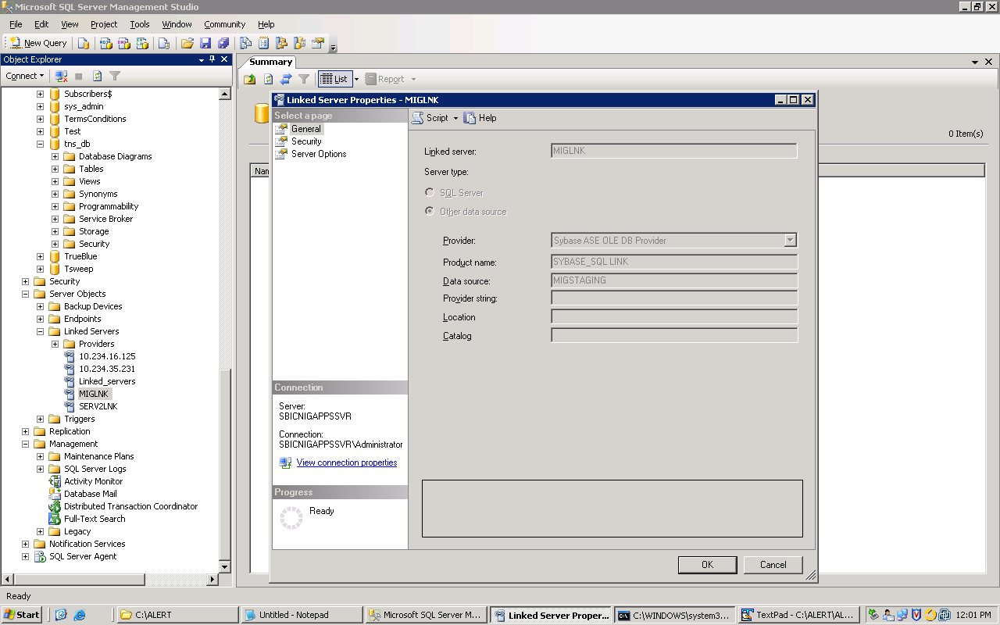 Microsoft SQL Server Management Studio
File Edit View Project Tools Window Community Help
New Query
Object Explorer
Connect
Subscribers$
sys_admin
TermsConditions
Test
tns_db
Database Diagrams
Tables
Views
Synonyms
Programmability
Service Broker
Storage
Security
TrueBlue
Tsweep
Security
Server Objects
Backup Devices
Endpoints
Linked Servers
Providers
10.234.16.125
10.234.35.231
Linked_servers
MIGLNK
SERV2LNK
Triggers
Replication
Management
Maintenance Plans
SQL Server Logs
Activity Monitor
Database Mail
Distributed Transaction Coordinator
Full-Text Search
Legacy
Notification Services
SQL Server Agent
Summary
List Report
0 Item(s)
Nan
Linked Server Properties - MIGLNK
Select a page
General
Security
Server Options
Connection
Server:
SBICNIGAPPSSVR
Connection:
SBICNIGAPPSSVR\Administrator
View connection properties
Progress
Ready
Script Help
Linked server: MIGLNK
Server type:
SQL Server
Other data source
Provider: Sybase ASE OLE DB Provider
Product name: SYBASE_SQL LINK
Data source: MIGSTAGING
Provider string:
Location
Catalog
OK Cancel
Ready
Start C:\ALERT Untitled - Notepad Microsoft SQL Server M... Linked Server Proper... C:\WINDOWS\system3... TextPad - C:\ALERT\AL... 12:01 PM